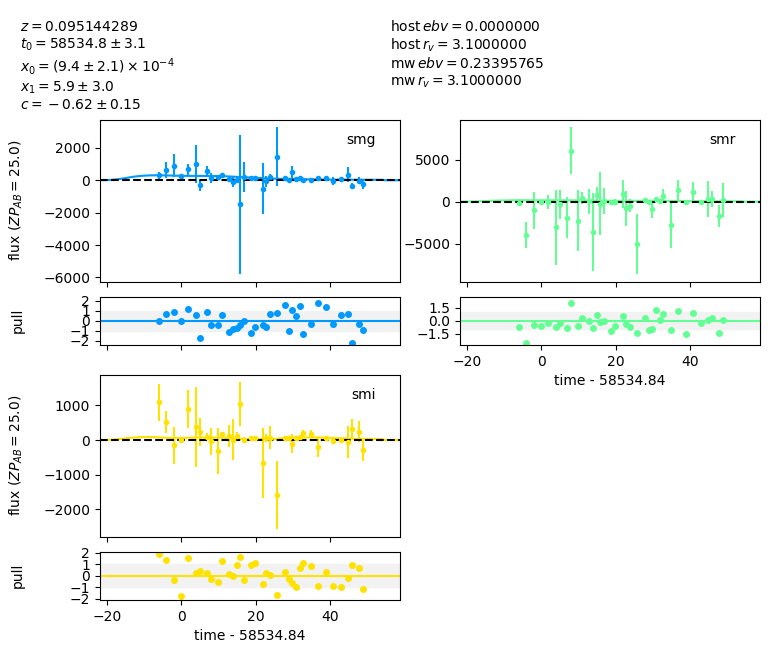 z = 0.095144289
t₀ = 58534.8 ± 3.1
x₀ = (9.4 ± 2.1) × 10⁻⁴
x₁ = 5.9 ± 3.0
c = −0.62 ± 0.15
host ebv = 0.0000000
host r_v = 3.1000000
mw ebv = 0.23395765
mw r_v = 3.1000000
smg
flux (ZP_AB = 25.0)
2000
0
−2000
−4000
−6000
smr
5000
0
−5000
pull
2
1
0
−1
−2
1.5
0.0
−1.5
−20 0 20 40
time - 58534.84
smi
flux (ZP_AB = 25.0)
1000
0
−1000
−2000
pull
2
1
0
−1
−2
−20 0 20 40
time - 58534.84